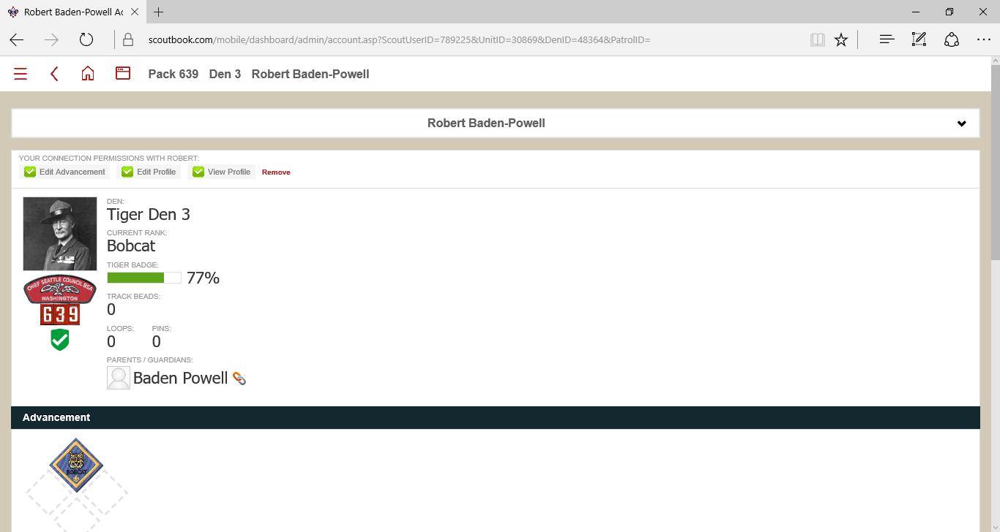 Robert Baden-Powell Ac
scoutbook.com/mobile/dashboard/admin/account.asp?ScoutUserID=789225&UnitID=30869&DenID=48364&PatrolID=
Pack 639 Den 3 Robert Baden-Powell
Robert Baden-Powell
YOUR CONNECTION PERMISSIONS WITH ROBERT:
Edit Advancement Edit Profile View Profile Remove
DEN:
Tiger Den 3
CURRENT RANK:
Bobcat
TIGER BADGE:
77%
CHIEF SEATTLE COUNCIL BSA
WASHINGTON
639
TRACK BEADS:
0
LOOPS: PINS:
0 0
PARENTS / GUARDIANS:
Baden Powell
Advancement
BOBCAT